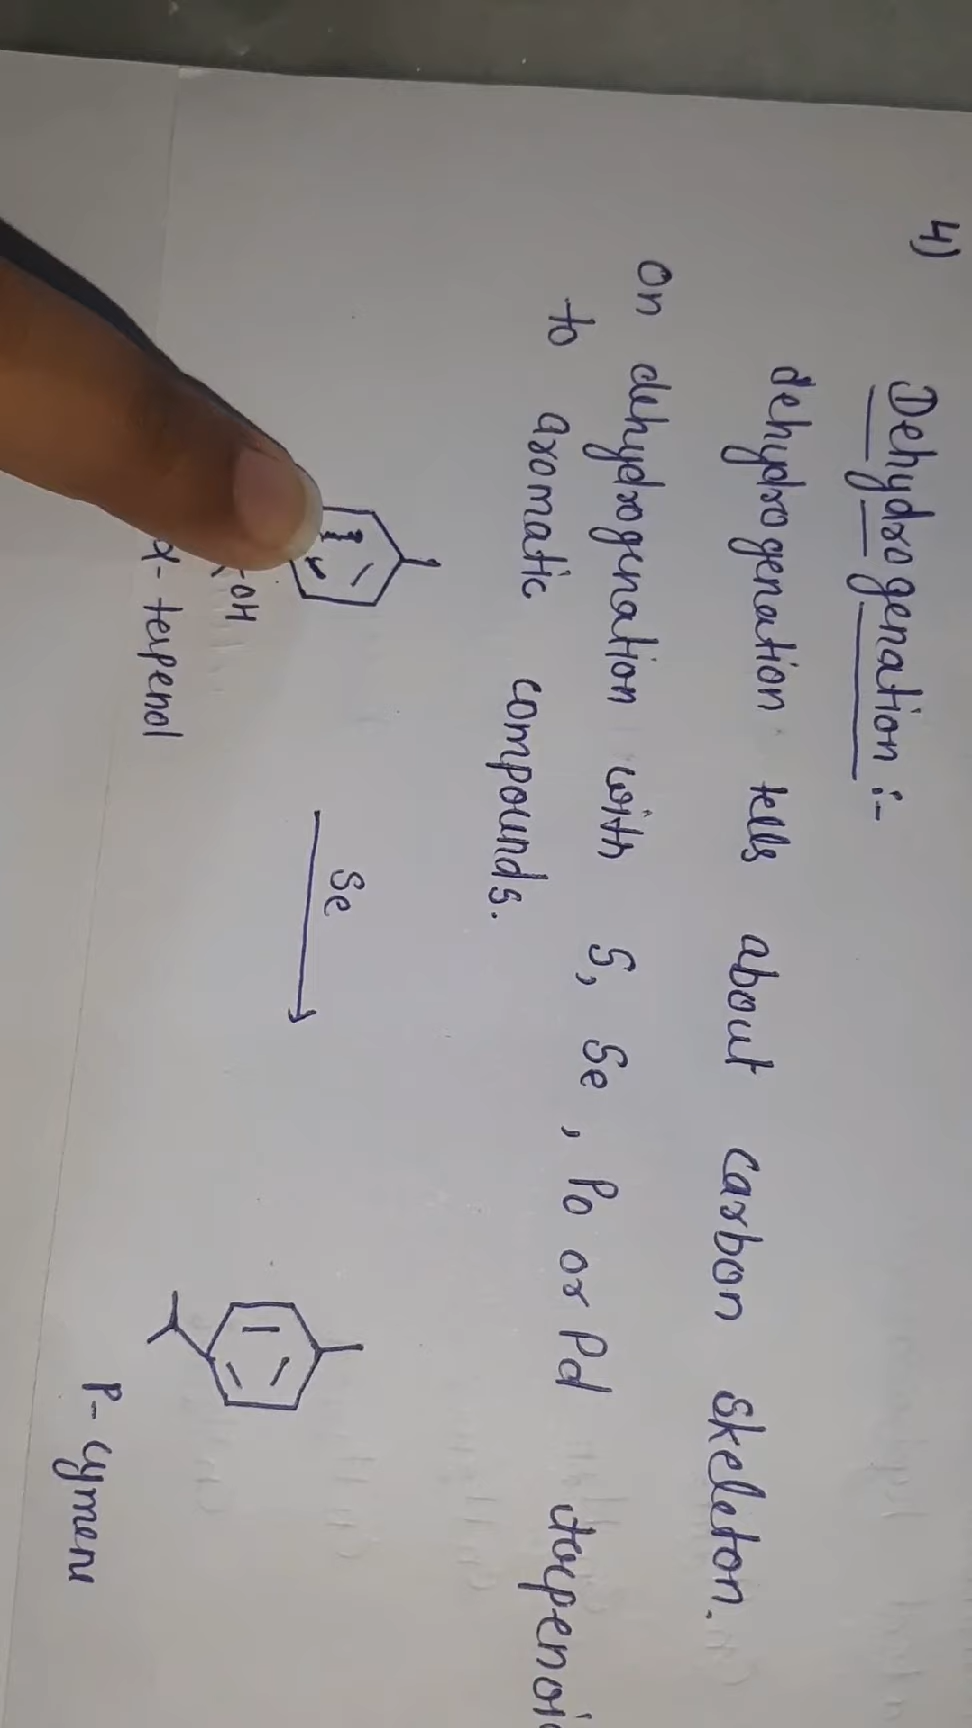 4) Dehydrogenation :-
dehydrogenation tells about carbon skeleton.
on dehydrogenation with S, Se, Po or Pd
to aromatic compounds.
Se
OH
α- terpenol
P- cymene